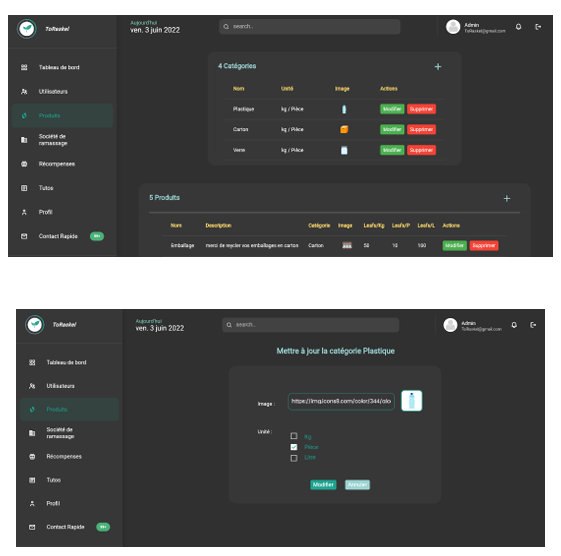 ToRaskel
Aujourd'hui
ven. 3 juin 2022
search..
Admin
ToRaskel@gmail.com
Tableau de bord
Utilisateurs
Produits
Société de
ramassage
Récompenses
Tutos
Profil
Contact Rapide
99+
4 Catégories
+
Nom Unité Image Actions
Plastique kg / Pièce Modifier Supprimer
Carton kg / Pièce Modifier Supprimer
Verre kg / Pièce Modifier Supprimer
5 Produits
+
Nom Description Catégorie Image Leafs/Kg Leafs/P Leafs/L Actions
Emballage merci de reycler vos emballages en carton Carton 50 10 100 Modifier Supprimer
ToRaskel
Aujourd'hui
ven. 3 juin 2022
search..
Admin
ToRaskel@gmail.com
Tableau de bord
Utilisateurs
Produits
Société de
ramassage
Récompenses
Tutos
Profil
Contact Rapide
99+
Mettre à jour la catégorie Plastique
Image : https://img.icons8.com/color/344/plo
Unité :
Kg
Pièce
Litre
Modifier Annuler